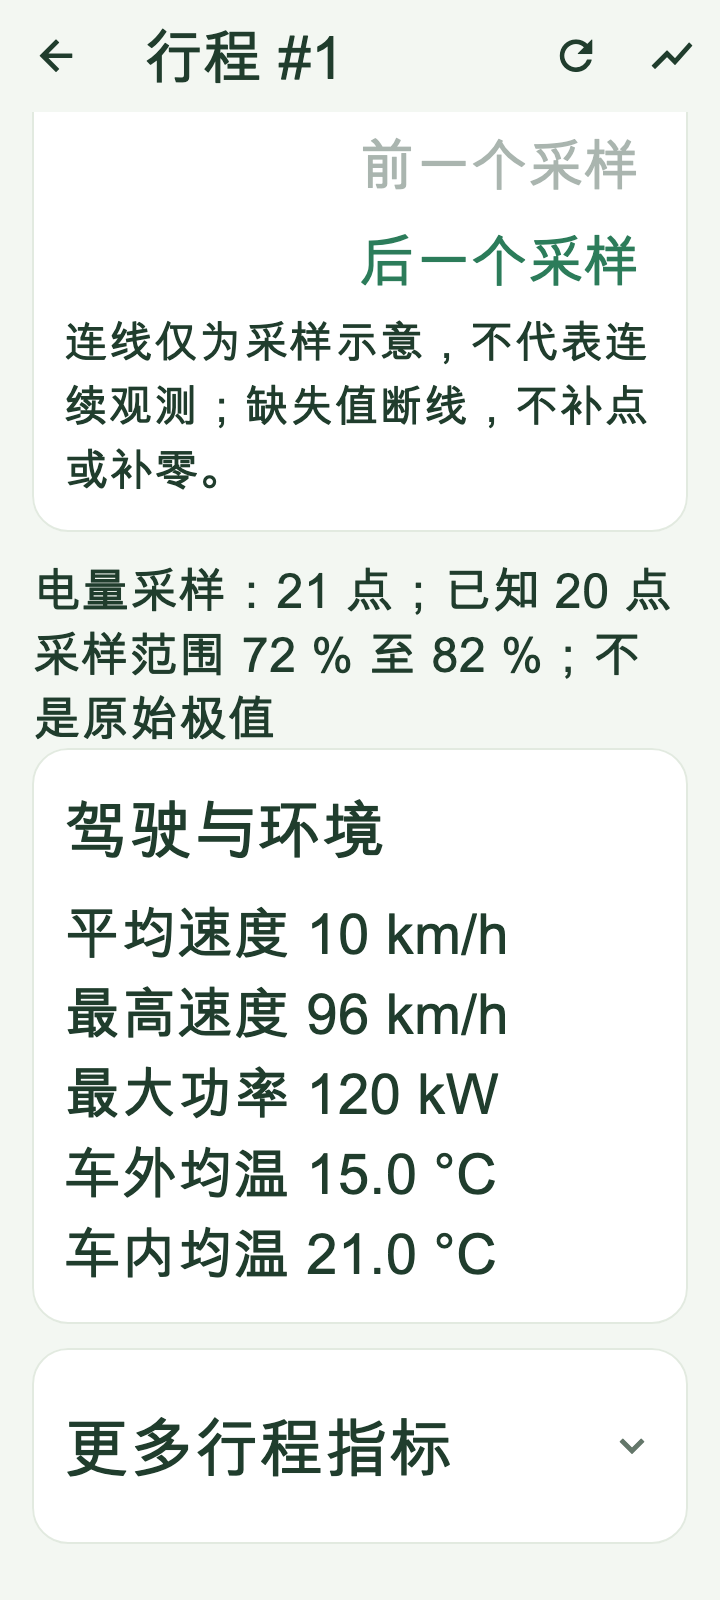 行程 #1
前一个采样
后一个采样
连线仅为采样示意，不代表连
续观测；缺失值断线，不补点
或补零。
电量采样：21 点；已知 20 点
采样范围 72 % 至 82 %；不
是原始极值
驾驶与环境
平均速度 10 km/h
最高速度 96 km/h
最大功率 120 kW
车外均温 15.0 °C
车内均温 21.0 °C
更多行程指标